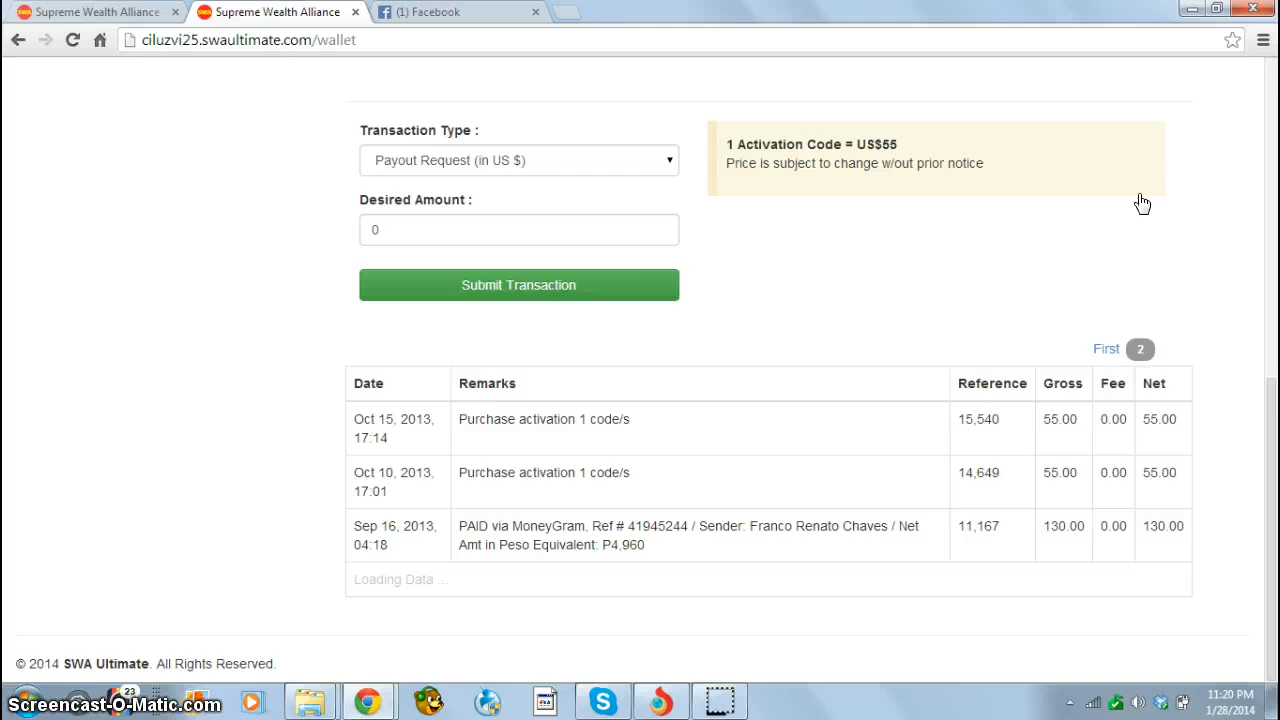 Supreme Wealth Alliance
Supreme Wealth Alliance
(1) Facebook
ciluzvi25.swaultimate.com/wallet
Transaction Type :
Payout Request (in US $)
Desired Amount :
0
Submit Transaction
1 Activation Code = US$55
Price is subject to change w/out prior notice
First 2
Date Remarks Reference Gross Fee Net
Oct 15, 2013, Purchase activation 1 code/s 15,540 55.00 0.00 55.00
17:14
Oct 10, 2013, Purchase activation 1 code/s 14,649 55.00 0.00 55.00
17:01
Sep 16, 2013, PAID via MoneyGram, Ref # 41945244 / Sender: Franco Renato Chaves / Net 11,167 130.00 0.00 130.00
04:18 Amt in Peso Equivalent: P4,960
Loading Data ...
© 2014 SWA Ultimate. All Rights Reserved.
23
Screencast-O-Matic.com
11:20 PM
1/28/2014